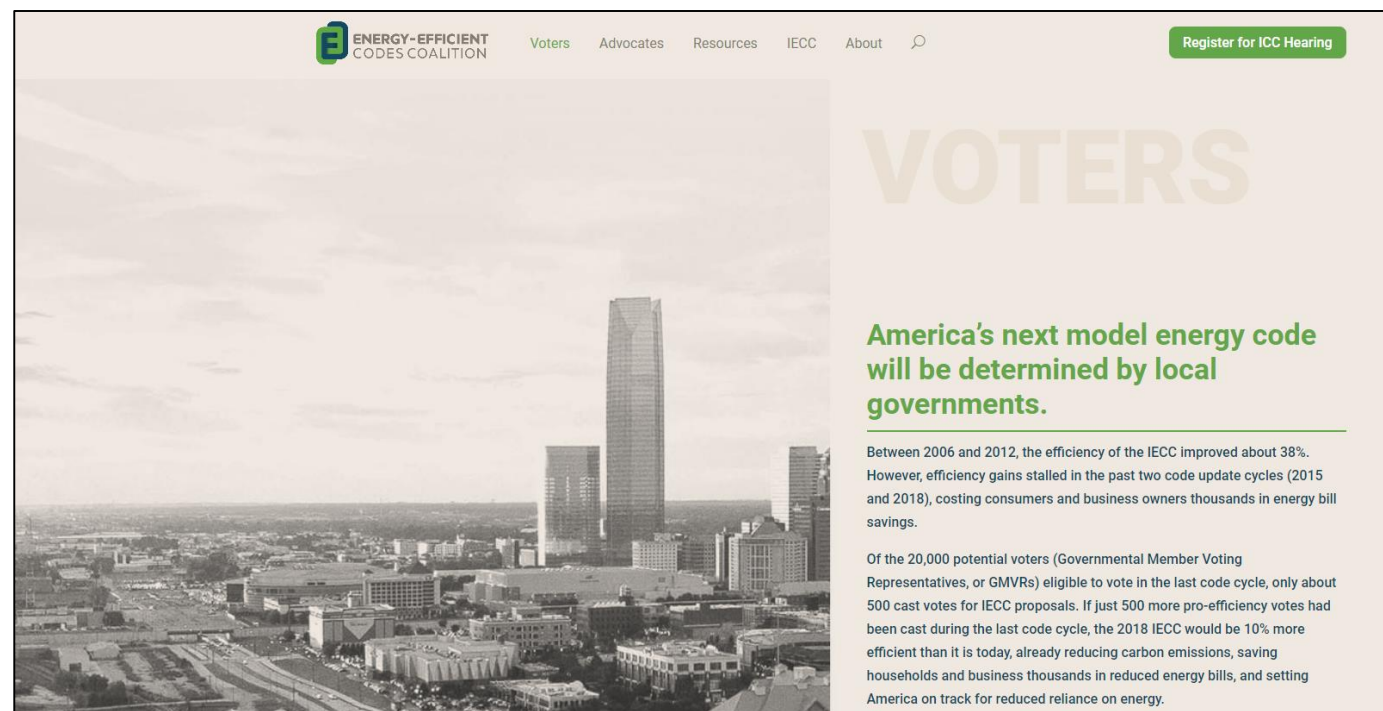 ENERGY-EFFICIENT
CODES COALITION
Voters
Advocates
Resources
IECC
About
Register for ICC Hearing
VOTERS
America’s next model energy code
will be determined by local
governments.
Between 2006 and 2012, the efficiency of the IECC improved about 38%.
However, efficiency gains stalled in the past two code update cycles (2015
and 2018), costing consumers and business owners thousands in energy bill
savings.
Of the 20,000 potential voters (Governmental Member Voting
Representatives, or GMVRs) eligible to vote in the last code cycle, only about
500 cast votes for IECC proposals. If just 500 more pro-efficiency votes had
been cast during the last code cycle, the 2018 IECC would be 10% more
efficient than it is today, already reducing carbon emissions, saving
households and business thousands in reduced energy bills, and setting
America on track for reduced reliance on energy.